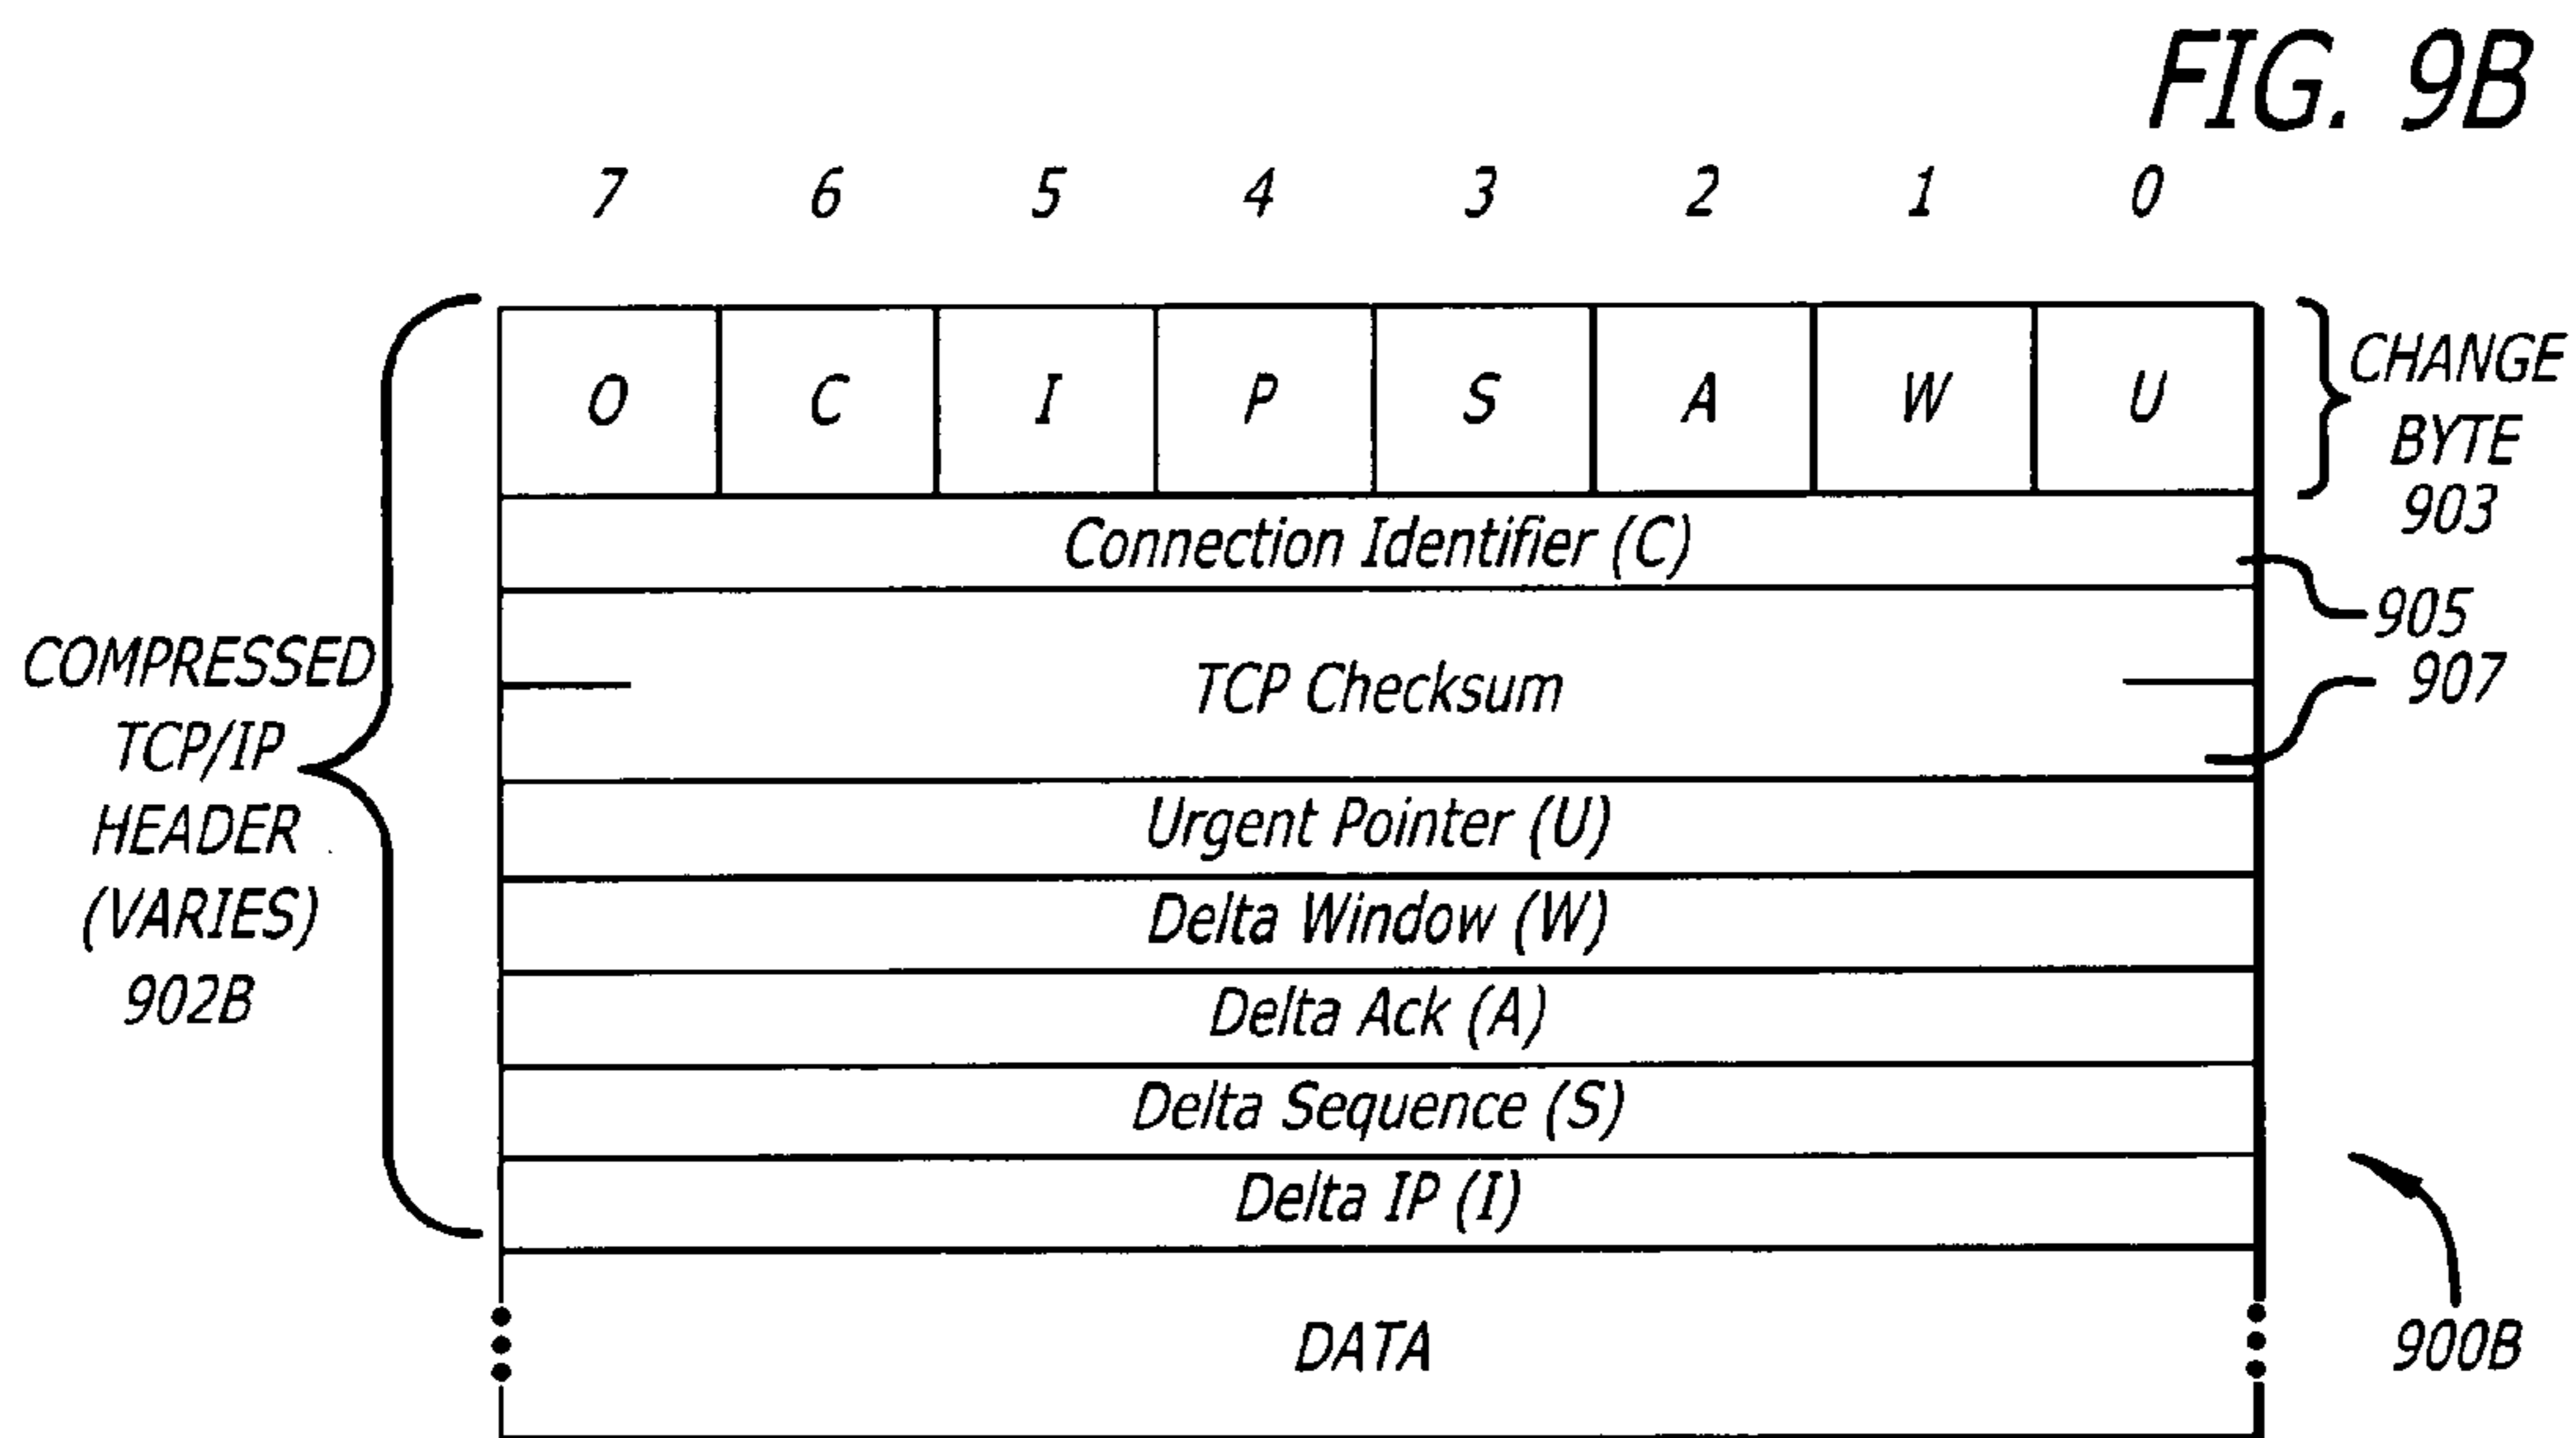 FIG. 9B
7 6 5 4 3 2 1 0
O C I P S A W U
CHANGE
BYTE
903
Connection Identifier (C)
905
TCP Checksum
907
COMPRESSED
TCP/IP
HEADER
(VARIES)
902B
Urgent Pointer (U)
Delta Window (W)
Delta Ack (A)
Delta Sequence (S)
Delta IP (I)
DATA
900B